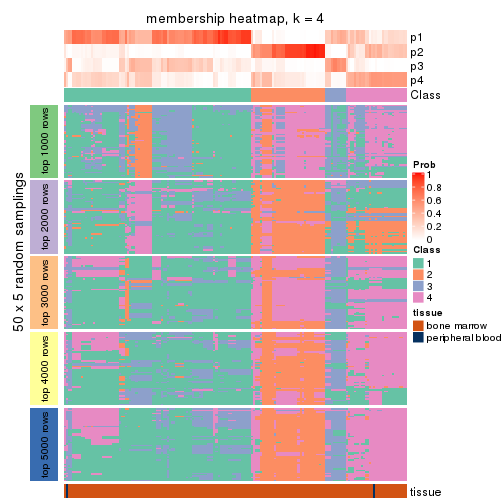 membership heatmap, k = 4
p1
p2
p3
p4
Class
50 x 5 random samplings
top 1000 rows
top 2000 rows
top 3000 rows
top 4000 rows
top 5000 rows
Prob
1
0.8
0.6
0.4
0.2
0
Class
1
2
3
4
tissue
bone marrow
peripheral blood
tissue